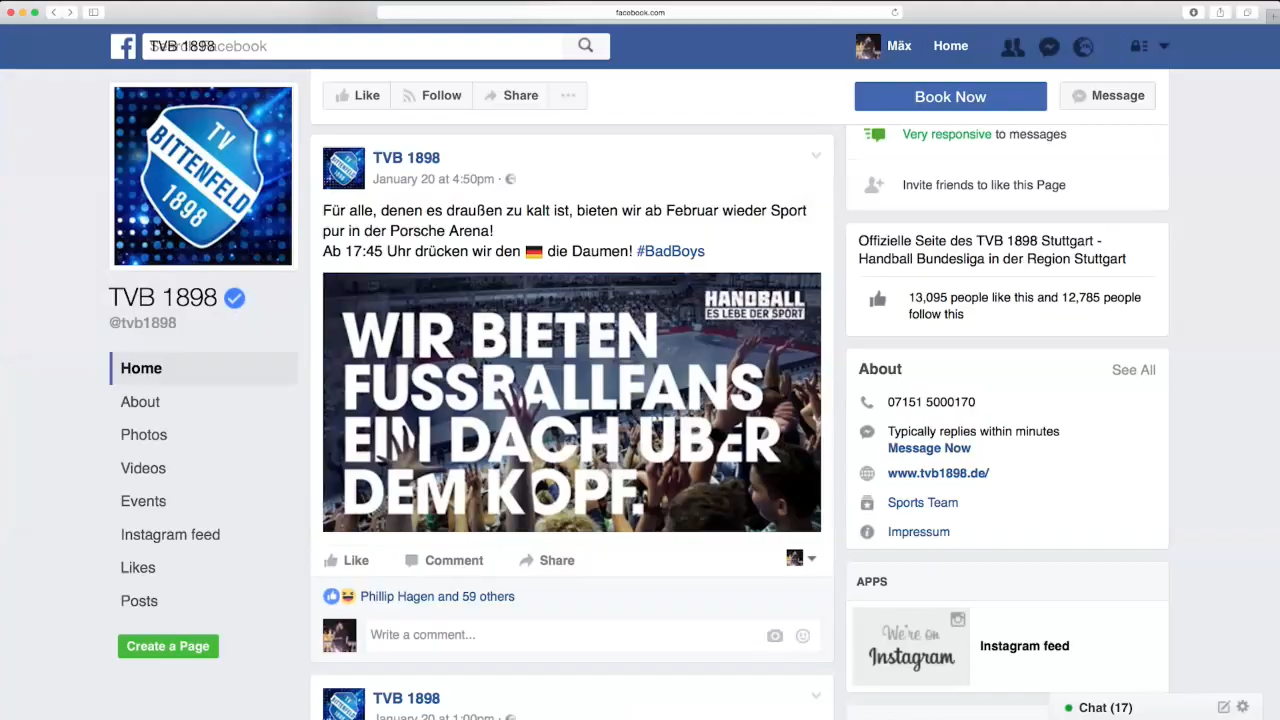 facebook.com
TVB 1898
Mäx
Home
TV
BITTENFELD
1898
TVB 1898
@tvb1898
Home
About
Photos
Videos
Events
Instagram feed
Likes
Posts
Create a Page
Like
Follow
Share
TVB 1898
January 20 at 4:50pm
Für alle, denen es draußen zu kalt ist, bieten wir ab Februar wieder Sport
pur in der Porsche Arena!
Ab 17:45 Uhr drücken wir den 🇩🇪 die Daumen! #BadBoys
HANDBALL
ES LEBE DER SPORT
WIR BIETEN
FUSSBALLFANS
EIN DACH ÜBER
DEM KOPF.
Like
Comment
Share
Phillip Hagen and 59 others
Write a comment...
TVB 1898
January 20 at 1:00pm
Book Now
Message
Very responsive to messages
Invite friends to like this Page
Offizielle Seite des TVB 1898 Stuttgart -
Handball Bundesliga in der Region Stuttgart
13,095 people like this and 12,785 people
follow this
About
See All
07151 5000170
Typically replies within minutes
Message Now
www.tvb1898.de/
Sports Team
Impressum
APPS
We're on
Instagram
Instagram feed
Chat (17)